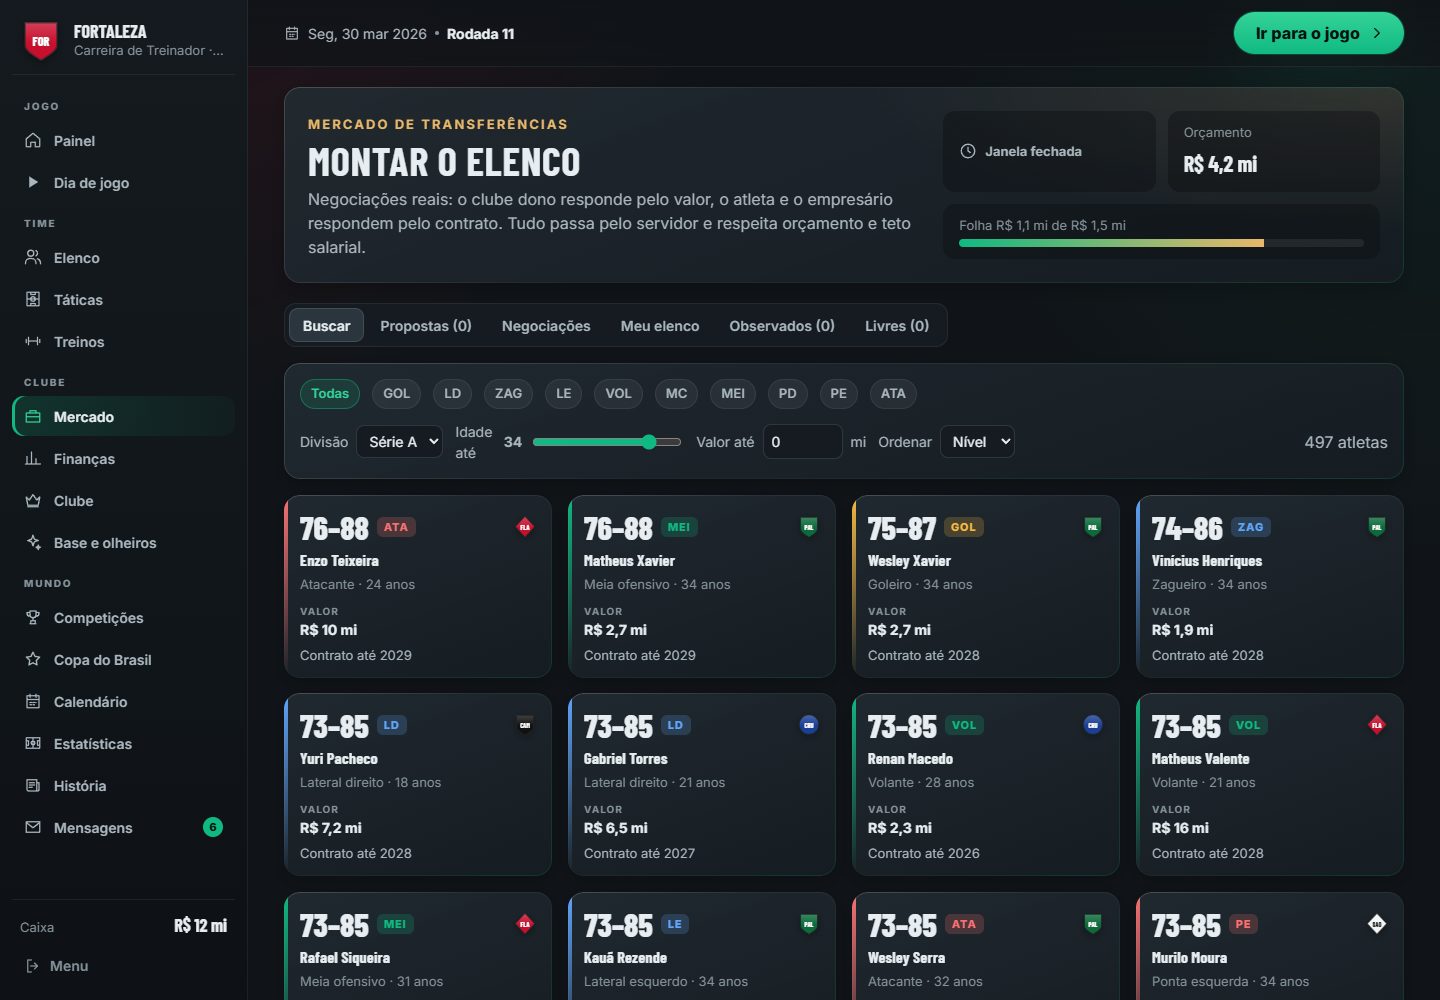 FOR
FORTALEZA
Carreira de Treinador ·...
JOGO
Painel
Dia de jogo
TIME
Elenco
Táticas
Treinos
CLUBE
Mercado
Finanças
Clube
Base e olheiros
MUNDO
Competições
Copa do Brasil
Calendário
Estatísticas
História
Mensagens 6
Caixa R$ 12 mi
Menu
Seg, 30 mar 2026 • Rodada 11
Ir para o jogo
MERCADO DE TRANSFERÊNCIAS
MONTAR O ELENCO
Negociações reais: o clube dono responde pelo valor, o atleta e o empresário
respondem pelo contrato. Tudo passa pelo servidor e respeita orçamento e teto
salarial.
Janela fechada
Orçamento
R$ 4,2 mi
Folha R$ 1,1 mi de R$ 1,5 mi
Buscar Propostas (0) Negociações Meu elenco Observados (0) Livres (0)
Todas GOL LD ZAG LE VOL MC MEI PD PE ATA
Divisão Série A Idade até 34 Valor até 0 mi Ordenar Nível 497 atletas
76–88 ATA FLA
Enzo Teixeira
Atacante · 24 anos
VALOR
R$ 10 mi
Contrato até 2029
76–88 MEI PAL
Matheus Xavier
Meia ofensivo · 34 anos
VALOR
R$ 2,7 mi
Contrato até 2029
75–87 GOL PAL
Wesley Xavier
Goleiro · 34 anos
VALOR
R$ 2,7 mi
Contrato até 2028
74–86 ZAG PAL
Vinícius Henriques
Zagueiro · 34 anos
VALOR
R$ 1,9 mi
Contrato até 2028
73–85 LD CAM
Yuri Pacheco
Lateral direito · 18 anos
VALOR
R$ 7,2 mi
Contrato até 2028
73–85 LD CRU
Gabriel Torres
Lateral direito · 21 anos
VALOR
R$ 6,5 mi
Contrato até 2027
73–85 VOL CRU
Renan Macedo
Volante · 28 anos
VALOR
R$ 2,3 mi
Contrato até 2026
73–85 VOL FLA
Matheus Valente
Volante · 21 anos
VALOR
R$ 16 mi
Contrato até 2028
73–85 MEI FLA
Rafael Siqueira
Meia ofensivo · 31 anos
73–85 LE PAL
Kauã Rezende
Lateral esquerdo · 34 anos
73–85 ATA PAL
Wesley Serra
Atacante · 32 anos
73–85 PE SAO
Murilo Moura
Ponta esquerda · 34 anos